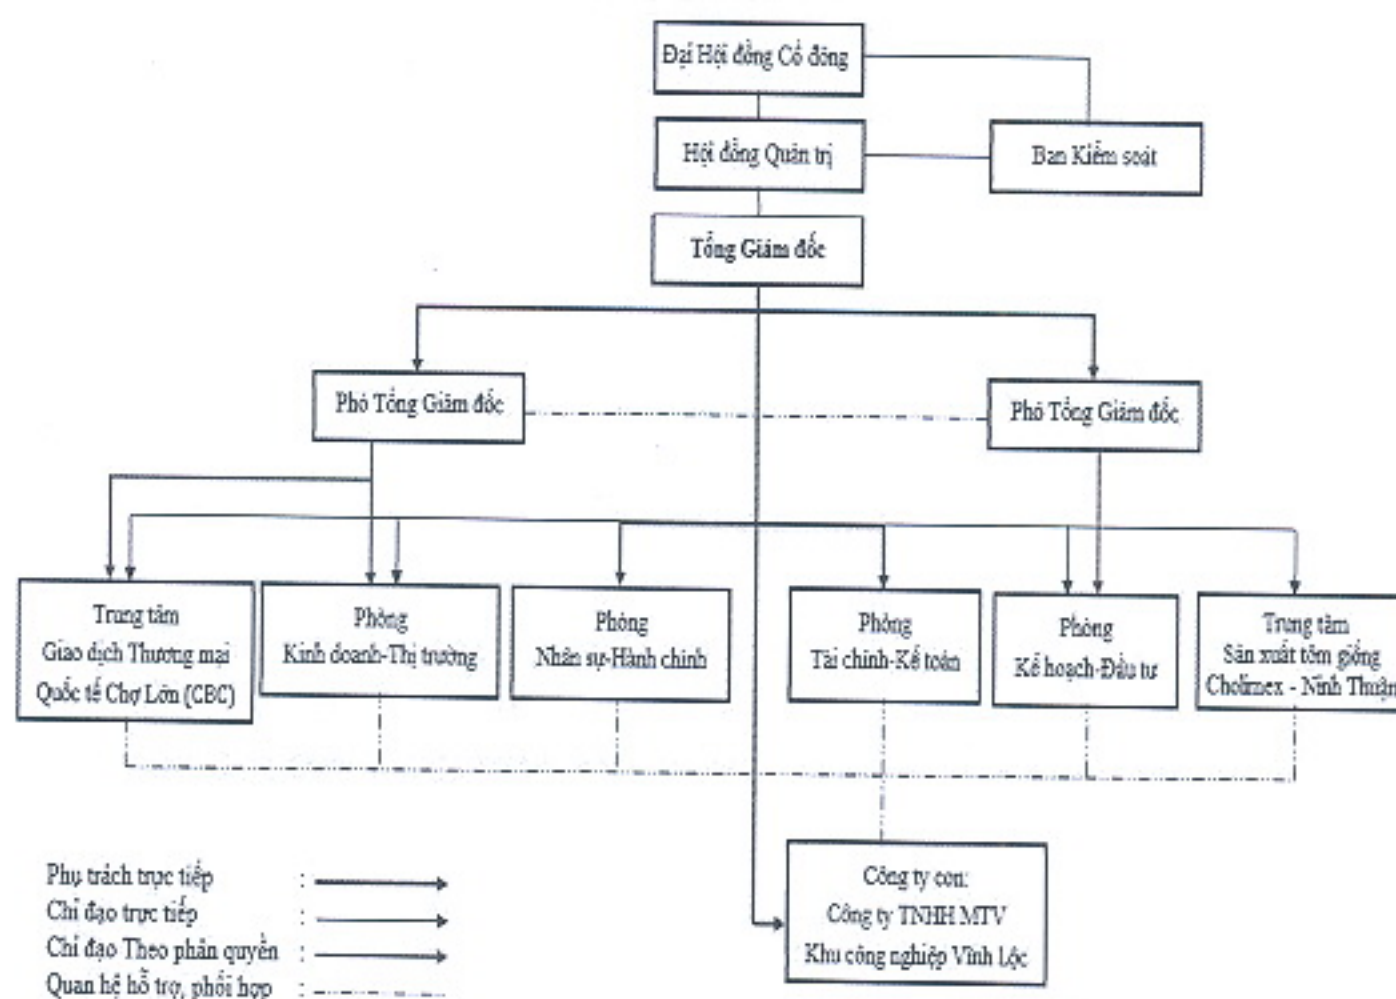 Đại Hội đồng Cổ đông
Hội đồng Quản trị
Ban Kiểm soát
Tổng Giám đốc
Phó Tổng Giám đốc
Phó Tổng Giám đốc
Trung tâm
Giao dịch Thương mại
Quốc tế Chợ Lớn (CBC)
Phòng
Kinh doanh-Thị trường
Phòng
Nhân sự-Hành chính
Phòng
Tài chính-Kế toán
Phòng
Kế hoạch-Đầu tư
Trung tâm
Sản xuất tôm giống
Cholimex - Ninh Thuận
Công ty con:
Công ty TNHH MTV
Khu công nghiệp Vĩnh Lộc
Phụ trách trực tiếp :
Chỉ đạo trực tiếp :
Chỉ đạo Theo phân quyền :
Quan hệ hỗ trợ, phối hợp :